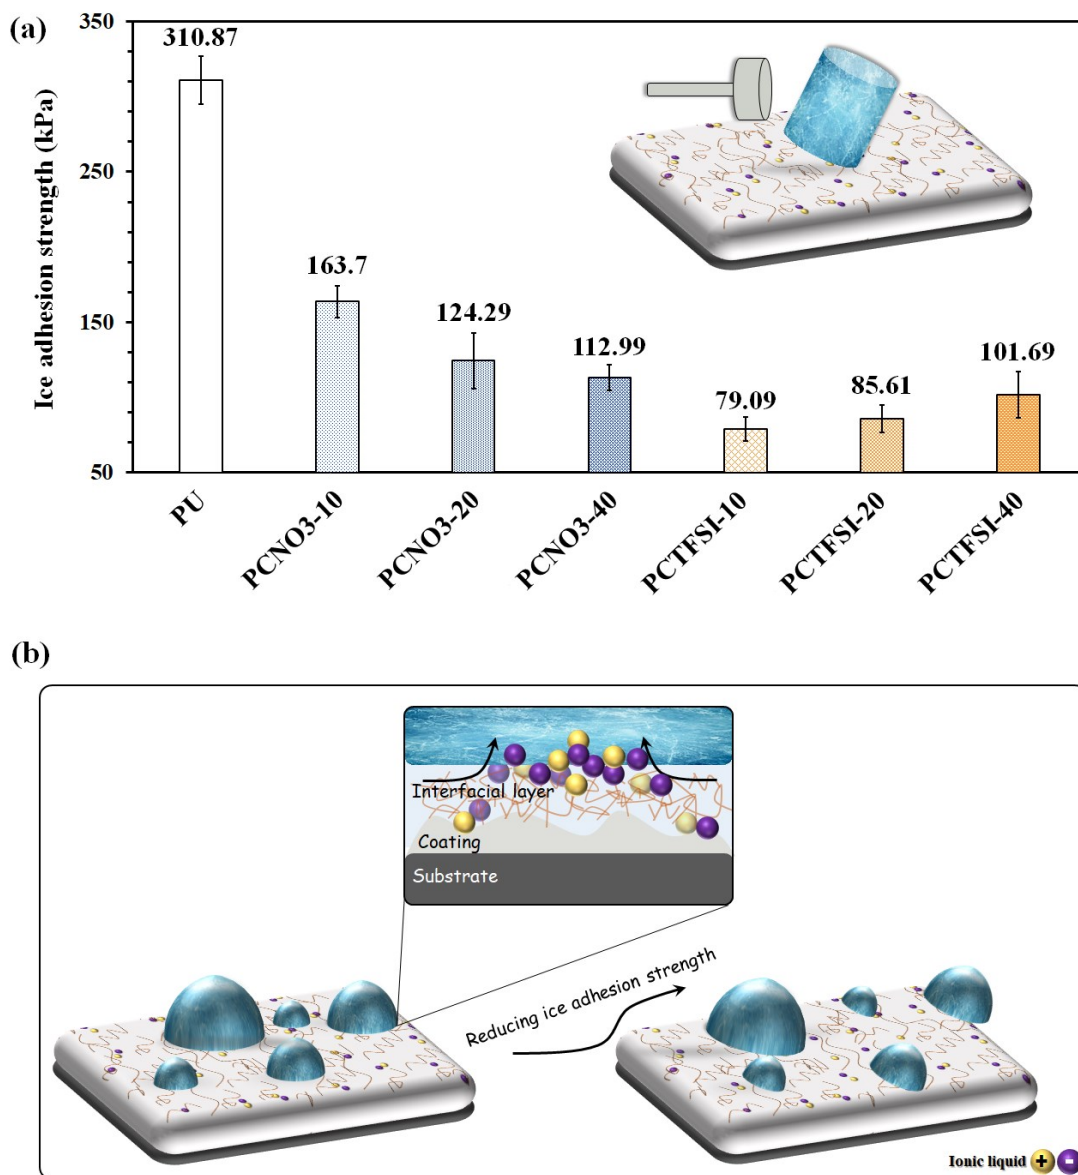 (a)
Ice adhesion strength (kPa)
350
250
150
50
310.87
163.7
124.29
112.99
79.09
85.61
101.69
PU
PCNO3-10
PCNO3-20
PCNO3-40
PCTFSI-10
PCTFSI-20
PCTFSI-40
(b)
Interfacial layer
Coating
Substrate
Reducing ice adhesion strength
Ionic liquid + -